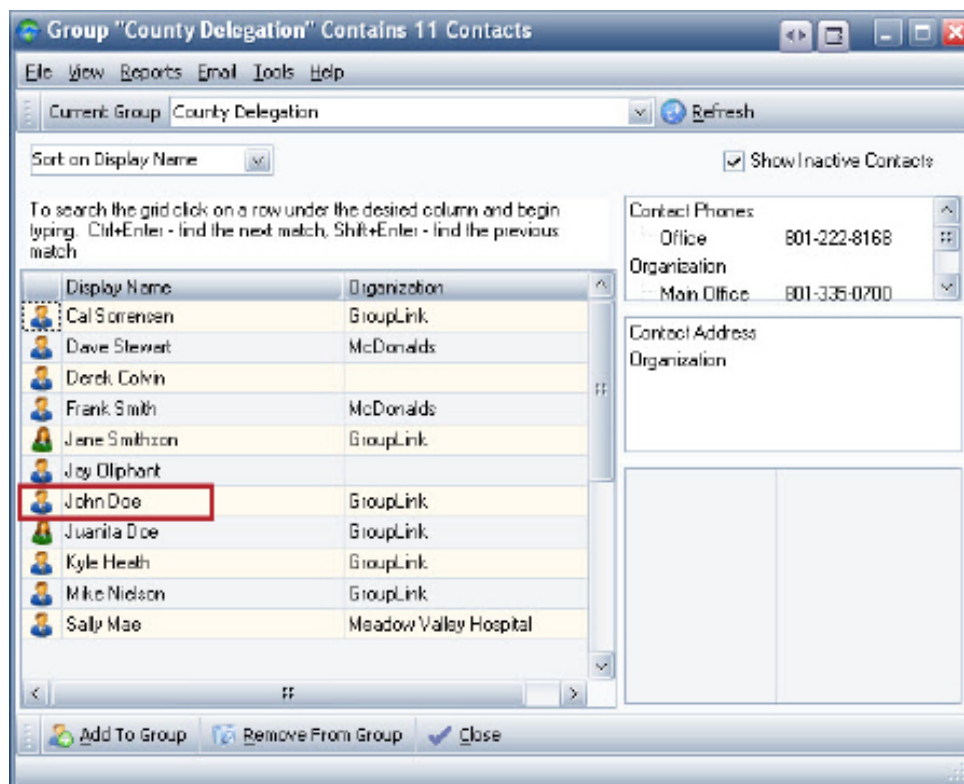 Group "County Delegation" Contains 11 Contacts
File View Reports Email Tools Help
Current Group County Delegation Refresh
Sort on Display Name Show Inactive Contacts
To search the grid click on a row under the desired column and begin
typing. Ctrl+Enter - find the next match, Shift+Enter - find the previous
match
Display Name Organization
Cal Sorrensen GroupLink
Dave Stewart McDonalds
Derek Colvin
Frank Smith McDonalds
Jane Smithson GroupLink
Jay Oliphant
John Doe GroupLink
Juanita Doe GroupLink
Kyle Heath GroupLink
Mike Nielson GroupLink
Sally Mae Meadow Valley Hospital
Contact Phones
Office 801-222-8168
Organization
Main Office 801-335-0700
Contact Address
Organization
Add To Group Remove From Group Close